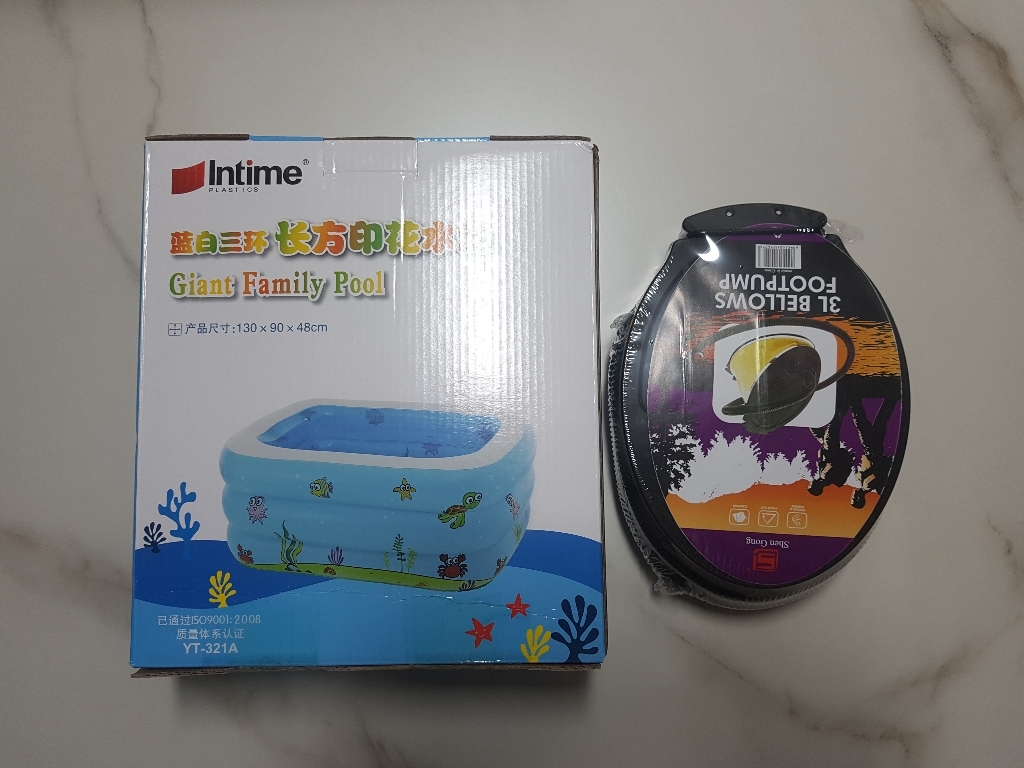 Intime®
PLASTICS
蓝白三环 长方印花水
Giant Family Pool
产品尺寸:130×90×48cm
已通过ISO9001:2008
质量体系认证
YT-321A
3L BELLOWS
FOOTPUMP
Shen Gong